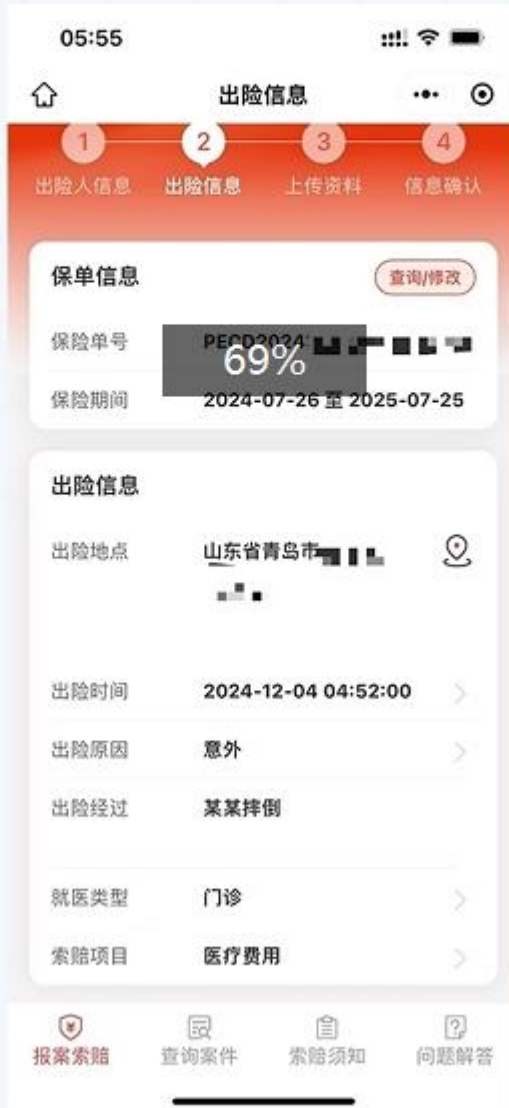 05:55
出险信息
1 2 3 4
出险人信息 出险信息 上传资料 信息确认
保单信息 查询/修改
保险单号 PECD2024
69%
保险期间 2024-07-26 至 2025-07-25
出险信息
出险地点 山东省青岛市
出险时间 2024-12-04 04:52:00
出险原因 意外
出险经过 某某摔倒
就医类型 门诊
索赔项目 医疗费用
报案索赔 查询案件 索赔须知 问题解答